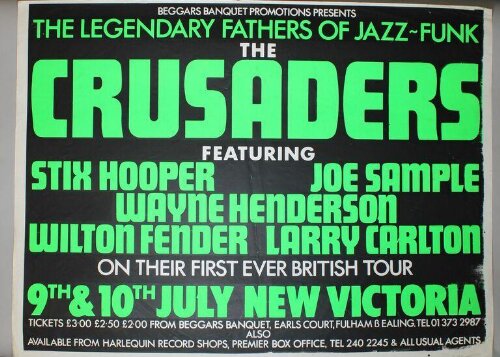 BEGGARS BANQUET PROMOTIONS PRESENTS
THE LEGENDARY FATHERS OF JAZZ~FUNK
THE
CRUSADERS
FEATURING
STIX HOOPER JOE SAMPLE
WAYNE HENDERSON
WILTON FENDER LARRY CARLTON
ON THEIR FIRST EVER BRITISH TOUR
9TH & 10TH JULY NEW VICTORIA
TICKETS £3·00 £2·50 £2·00 FROM BEGGARS BANQUET, EARLS COURT, FULHAM & EALING. TEL 01 373 2987
ALSO
AVAILABLE FROM HARLEQUIN RECORD SHOPS, PREMIER BOX OFFICE, TEL 240 2245 & ALL USUAL AGENTS